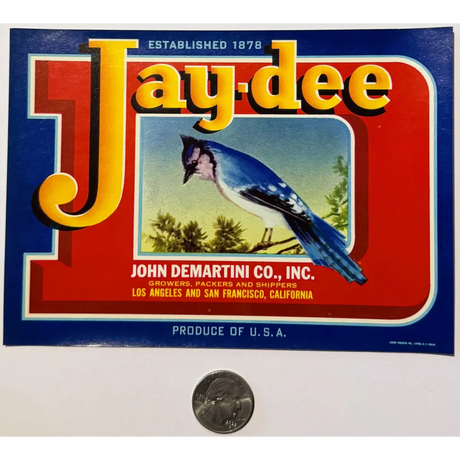 ESTABLISHED 1878
Jay-dee
JOHN DEMARTINI CO., INC.
GROWERS, PACKERS AND SHIPPERS
LOS ANGELES AND SAN FRANCISCO, CALIFORNIA
PRODUCE OF U.S.A.